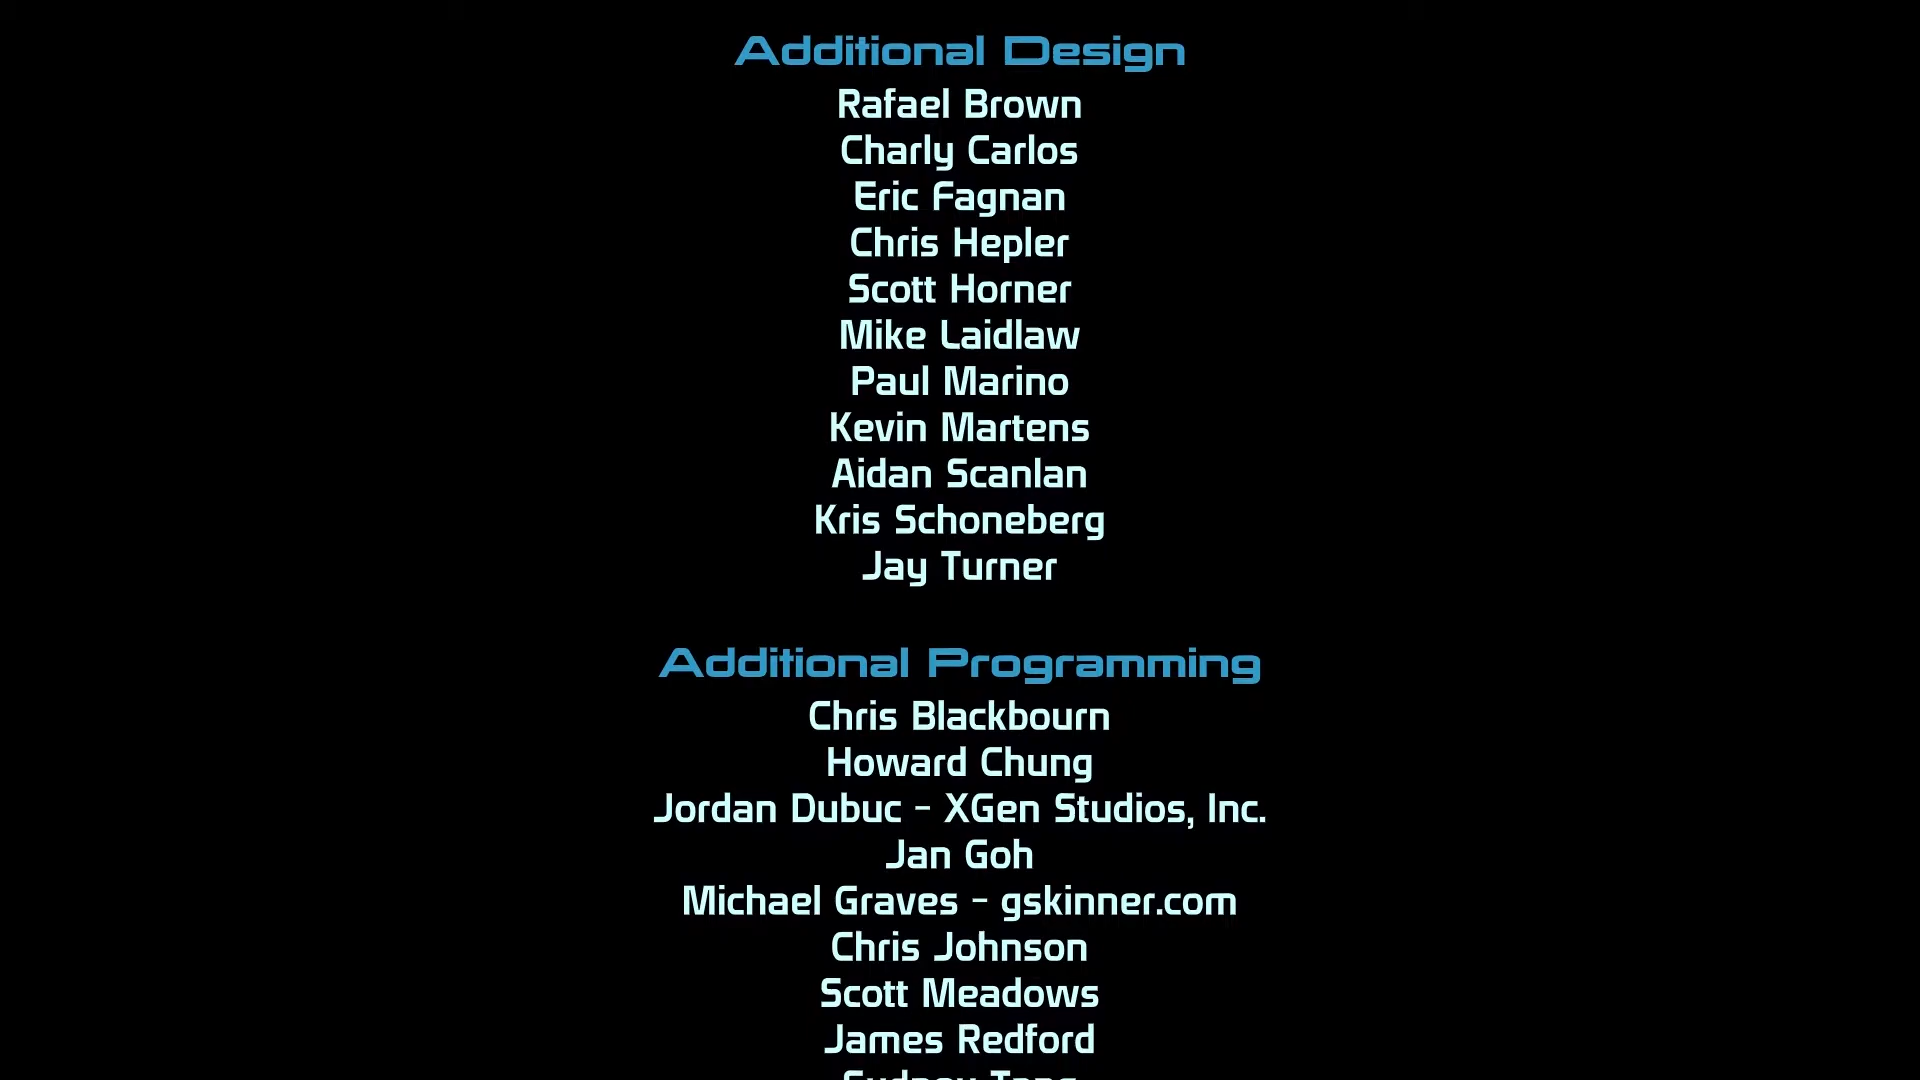 Additional Design
Rafael Brown
Charly Carlos
Eric Fagnan
Chris Hepler
Scott Horner
Mike Laidlaw
Paul Marino
Kevin Martens
Aidan Scanlan
Kris Schoneberg
Jay Turner
Additional Programming
Chris Blackbourn
Howard Chung
Jordan Dubuc - XGen Studios, Inc.
Jan Goh
Michael Graves - gskinner.com
Chris Johnson
Scott Meadows
James Redford